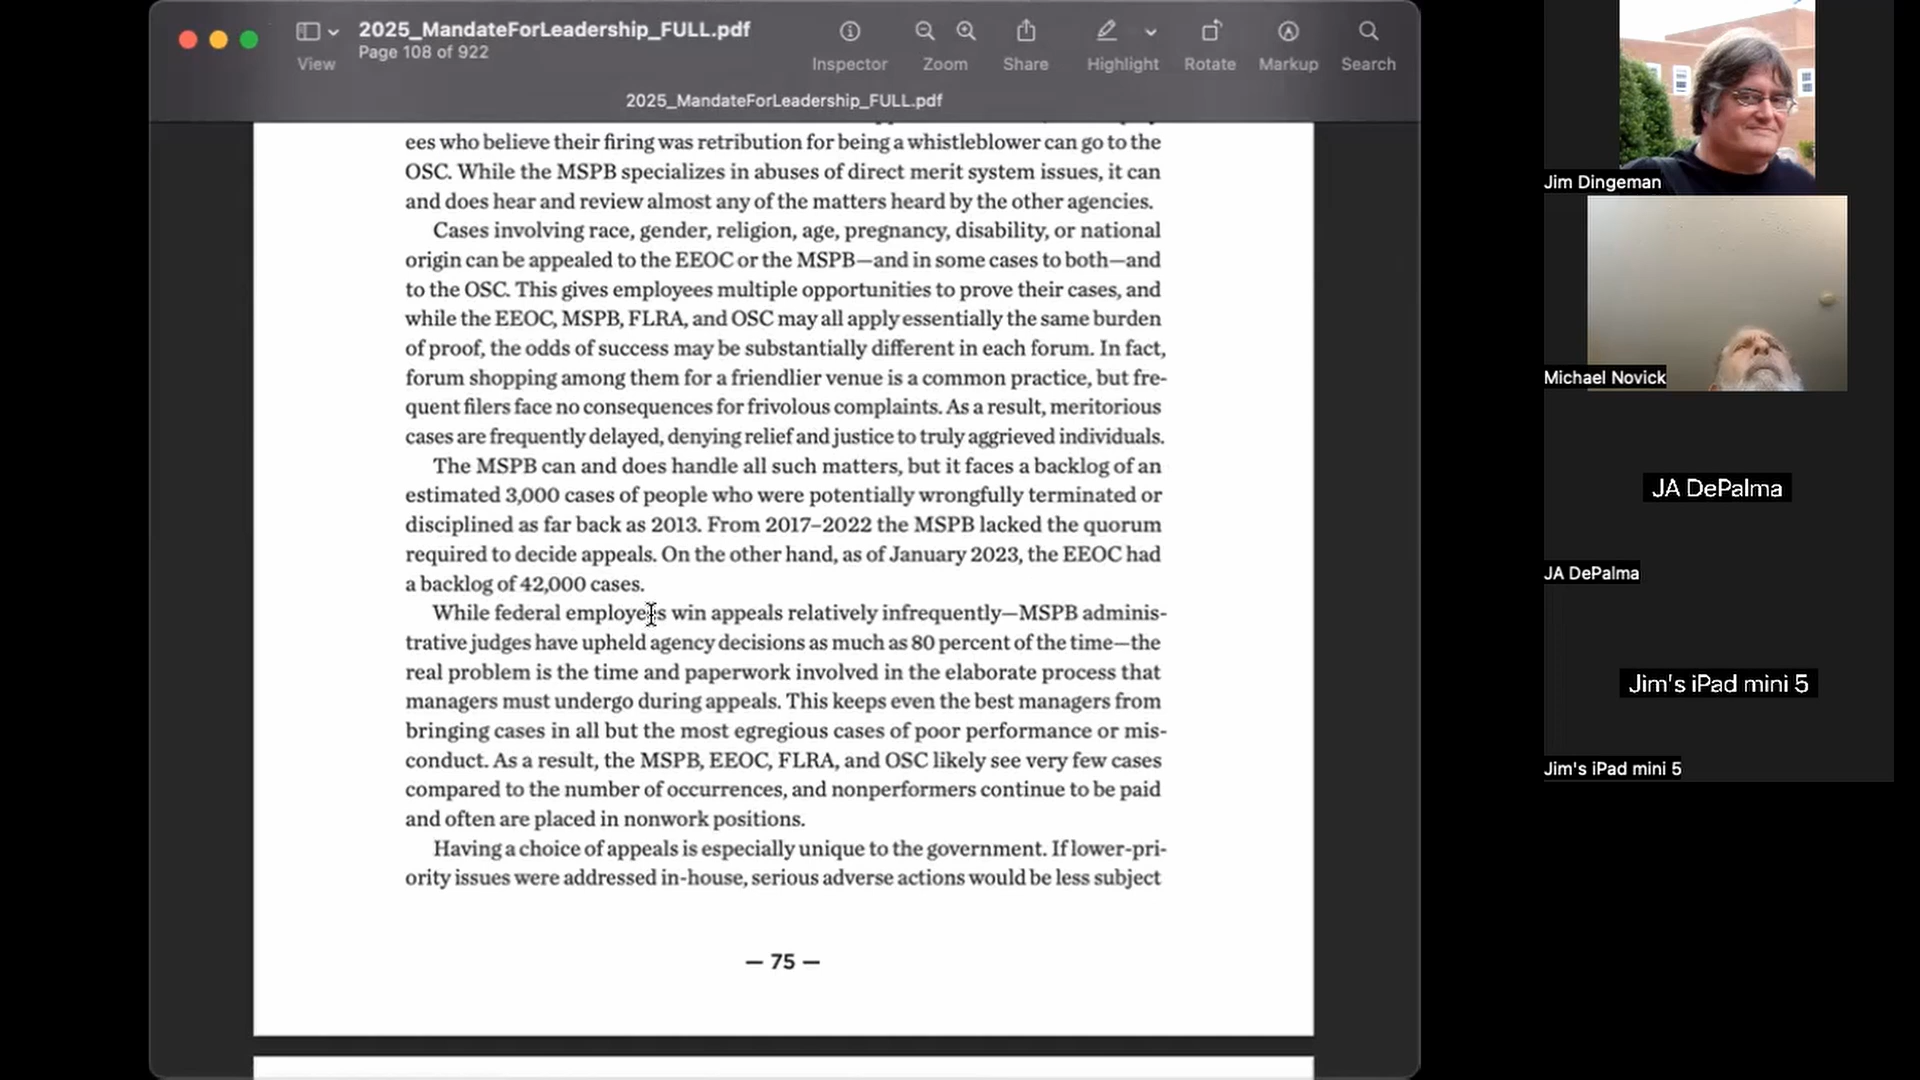 2025_MandateForLeadership_FULL.pdf
Page 108 of 922
View
Inspector
Zoom
Share
Highlight
Rotate
Markup
Search
2025_MandateForLeadership_FULL.pdf
ees who believe their firing was retribution for being a whistleblower can go to the
OSC. While the MSPB specializes in abuses of direct merit system issues, it can
and does hear and review almost any of the matters heard by the other agencies.
Cases involving race, gender, religion, age, pregnancy, disability, or national
origin can be appealed to the EEOC or the MSPB—and in some cases to both—and
to the OSC. This gives employees multiple opportunities to prove their cases, and
while the EEOC, MSPB, FLRA, and OSC may all apply essentially the same burden
of proof, the odds of success may be substantially different in each forum. In fact,
forum shopping among them for a friendlier venue is a common practice, but fre-
quent filers face no consequences for frivolous complaints. As a result, meritorious
cases are frequently delayed, denying relief and justice to truly aggrieved individuals.
The MSPB can and does handle all such matters, but it faces a backlog of an
estimated 3,000 cases of people who were potentially wrongfully terminated or
disciplined as far back as 2013. From 2017–2022 the MSPB lacked the quorum
required to decide appeals. On the other hand, as of January 2023, the EEOC had
a backlog of 42,000 cases.
While federal employees win appeals relatively infrequently—MSPB adminis-
trative judges have upheld agency decisions as much as 80 percent of the time—the
real problem is the time and paperwork involved in the elaborate process that
managers must undergo during appeals. This keeps even the best managers from
bringing cases in all but the most egregious cases of poor performance or mis-
conduct. As a result, the MSPB, EEOC, FLRA, and OSC likely see very few cases
compared to the number of occurrences, and nonperformers continue to be paid
and often are placed in nonwork positions.
Having a choice of appeals is especially unique to the government. If lower-pri-
ority issues were addressed in-house, serious adverse actions would be less subject
— 75 —
Jim Dingeman
Michael Novick
JA DePalma
JA DePalma
Jim's iPad mini 5
Jim's iPad mini 5